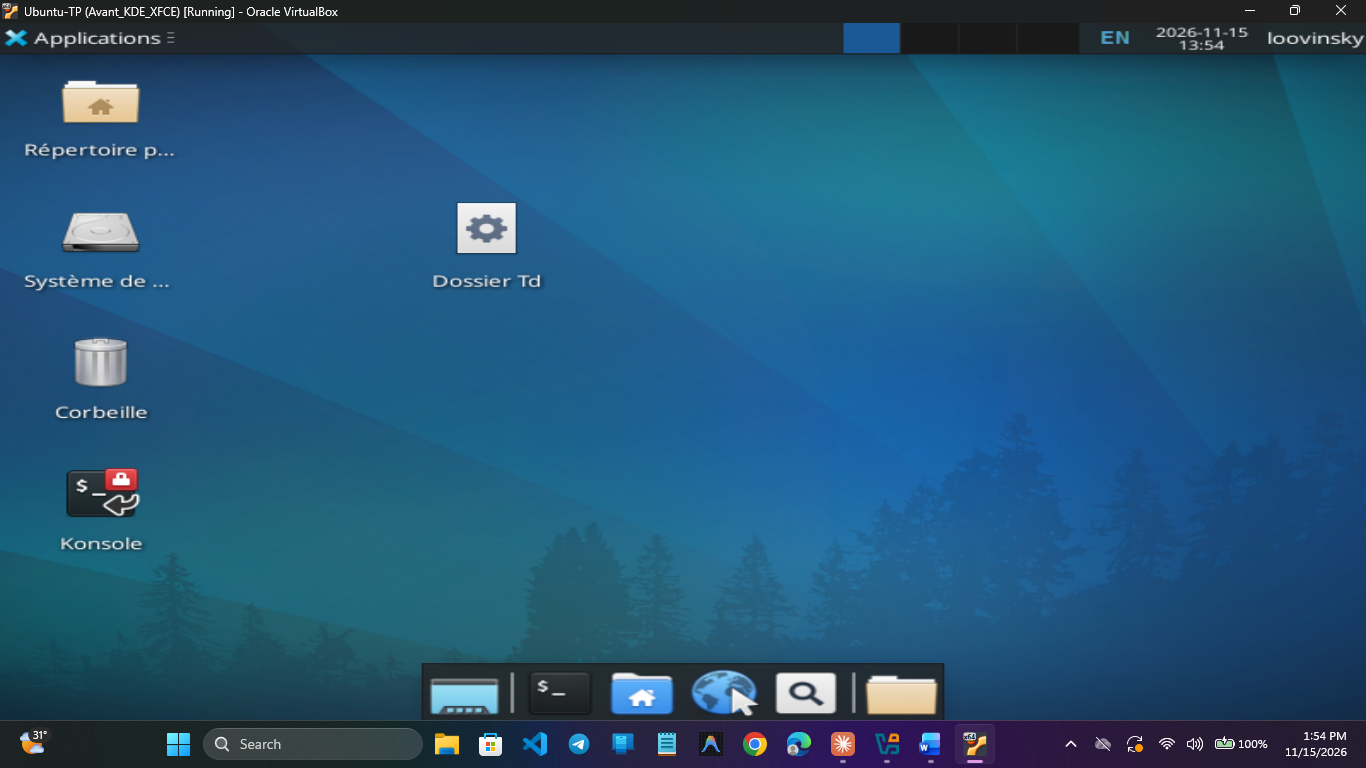 Ubuntu-TP (Avant_KDE_XFCE) [Running] - Oracle VirtualBox
Applications
EN
2026-11-15
13:54
loovinsky
Répertoire p...
Système de ...
Dossier Td
Corbeille
$_
Konsole
$_
31°
Search
100%
1:54 PM
11/15/2026